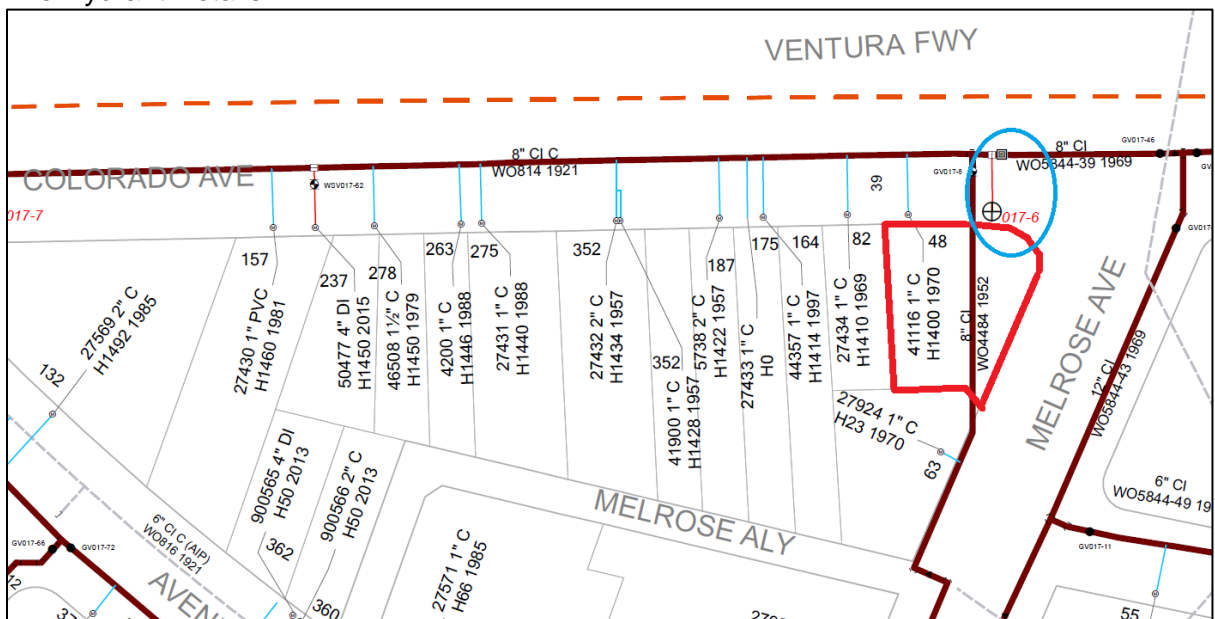 VENTURA FWY
8" CI C
WO814 1921
8" CI
WO5844-39 1969
GV017-46
COLORADO AVE
WSV017-62
GV017-8
017-7
017-6
39
157
237
278
263
275
352
187
175
164
82
48
27569 2" C
H1492 1985
27430 1" PVC
H1460 1981
50477 4" DI
H1450 2015
46508 1½" C
H1450 1979
4200 1" C
H1446 1988
27431 1" C
H1440 1988
27432 2" C
H1434 1957
352
41900 1" C
H1428 1957
5738 2" C
H1422 1957
27433 1" C
H0
44357 1" C
H1414 1997
27434 1" C
H1410 1969
41116 1" C
H1400 1970
8" CI
WO4484 1952
MELROSE AVE
12" CI
WO5844-43 1969
132
27924 1" C
H23 1970
63
6" CI
WO5844-49 19
900565 4" DI
H50 2013
900566 2" C
H50 2013
MELROSE ALY
6" CI C (AIP)
WO816 1921
362
GV017-66
GV017-72
GV017-11
27571 1" C
H66 1985
12
AVEN
37
360
55